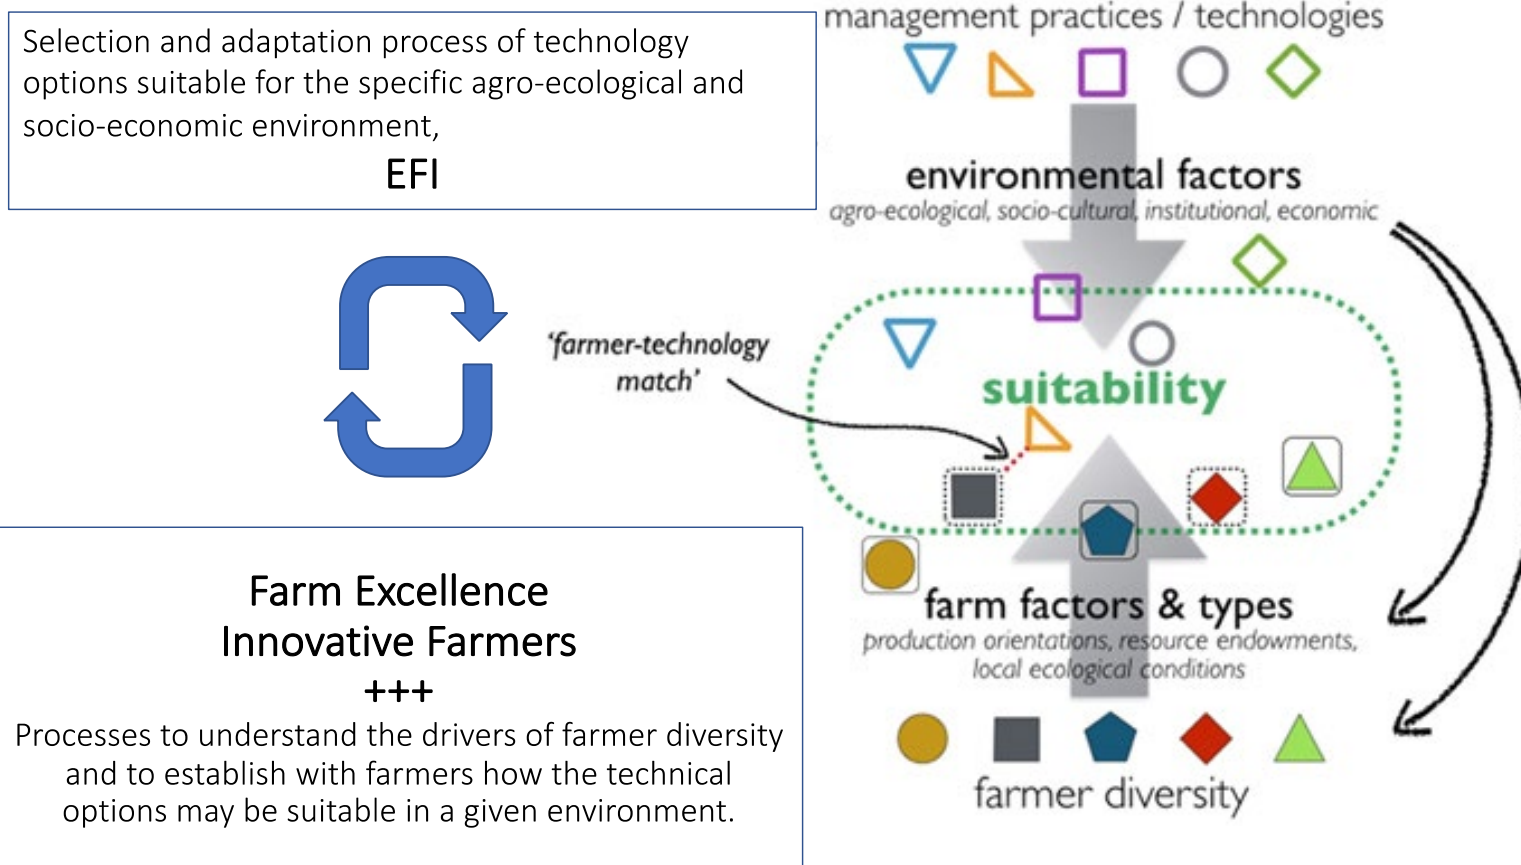 Selection and adaptation process of technology
options suitable for the specific agro-ecological and
socio-economic environment,
EFI
Farm Excellence
Innovative Farmers
+++
Processes to understand the drivers of farmer diversity
and to establish with farmers how the technical
options may be suitable in a given environment.
management practices / technologies
environmental factors
agro-ecological, socio-cultural, institutional, economic
'farmer-technology
match'
suitability
farm factors & types
production orientations, resource endowments,
local ecological conditions
farmer diversity